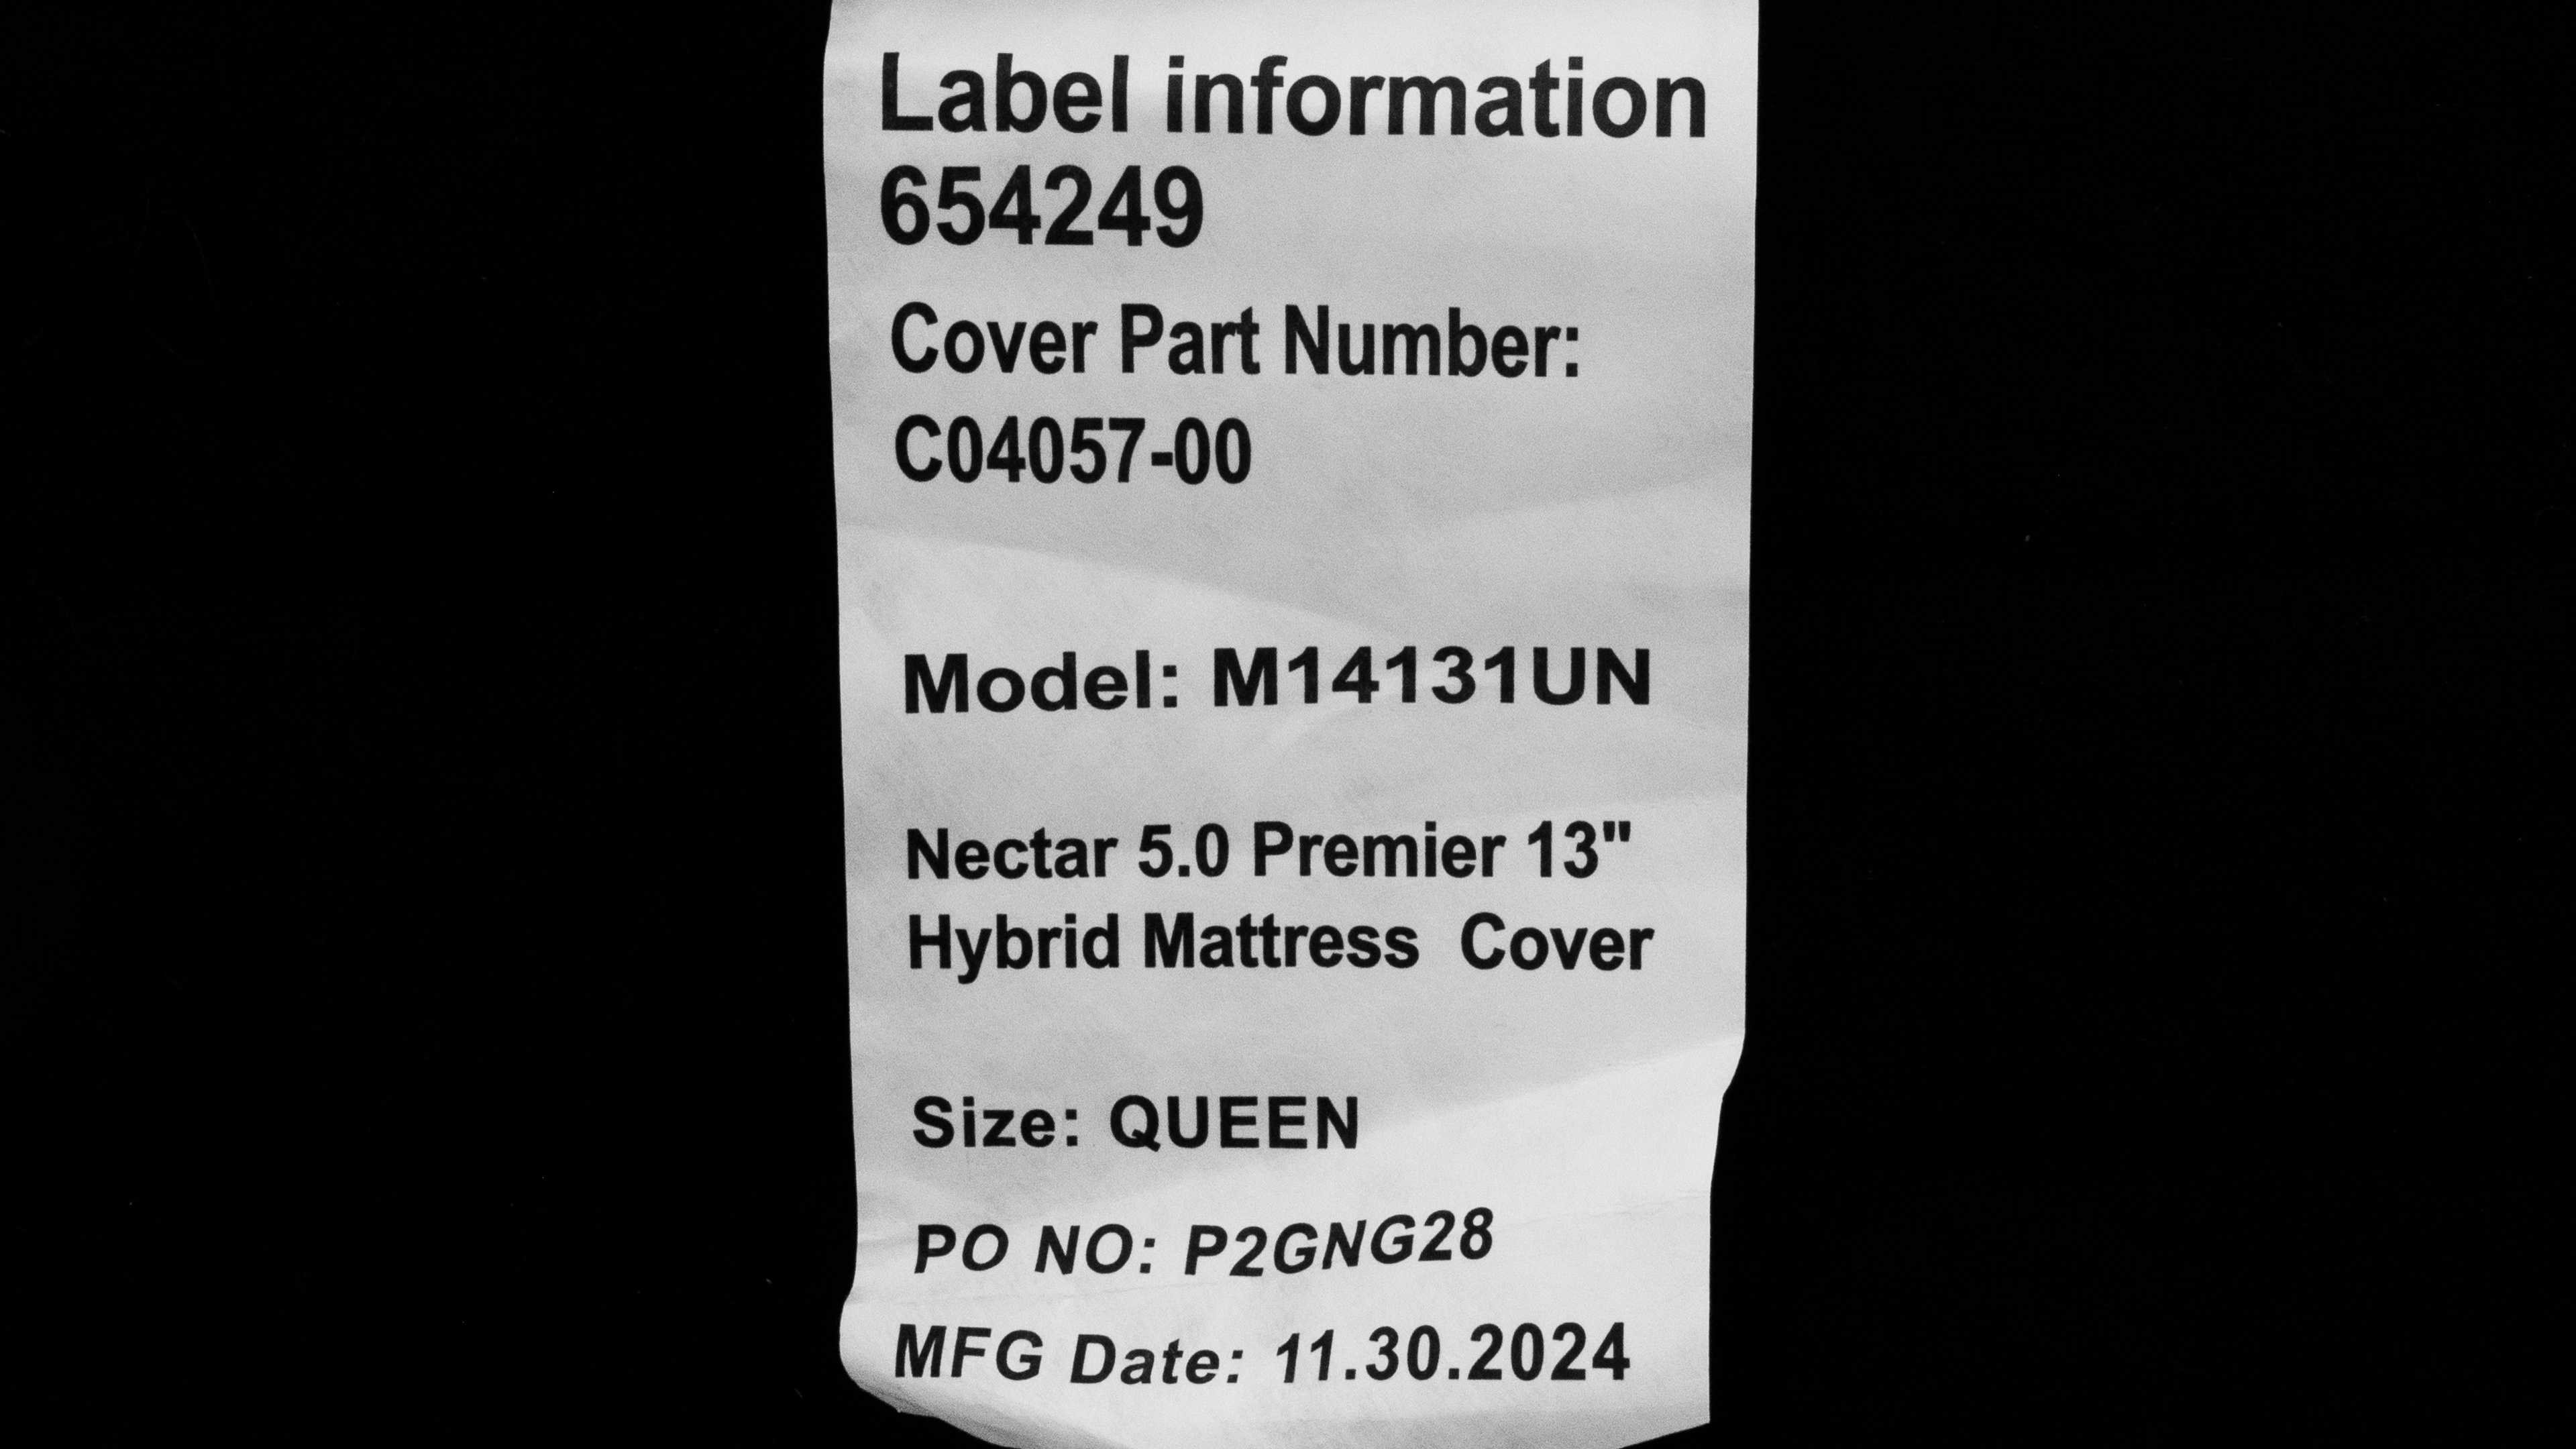 Label information
654249
Cover Part Number:
C04057-00
Model: M14131UN
Nectar 5.0 Premier 13"
Hybrid Mattress  Cover
Size: QUEEN
PO NO: P2GNG28
MFG Date: 11.30.2024